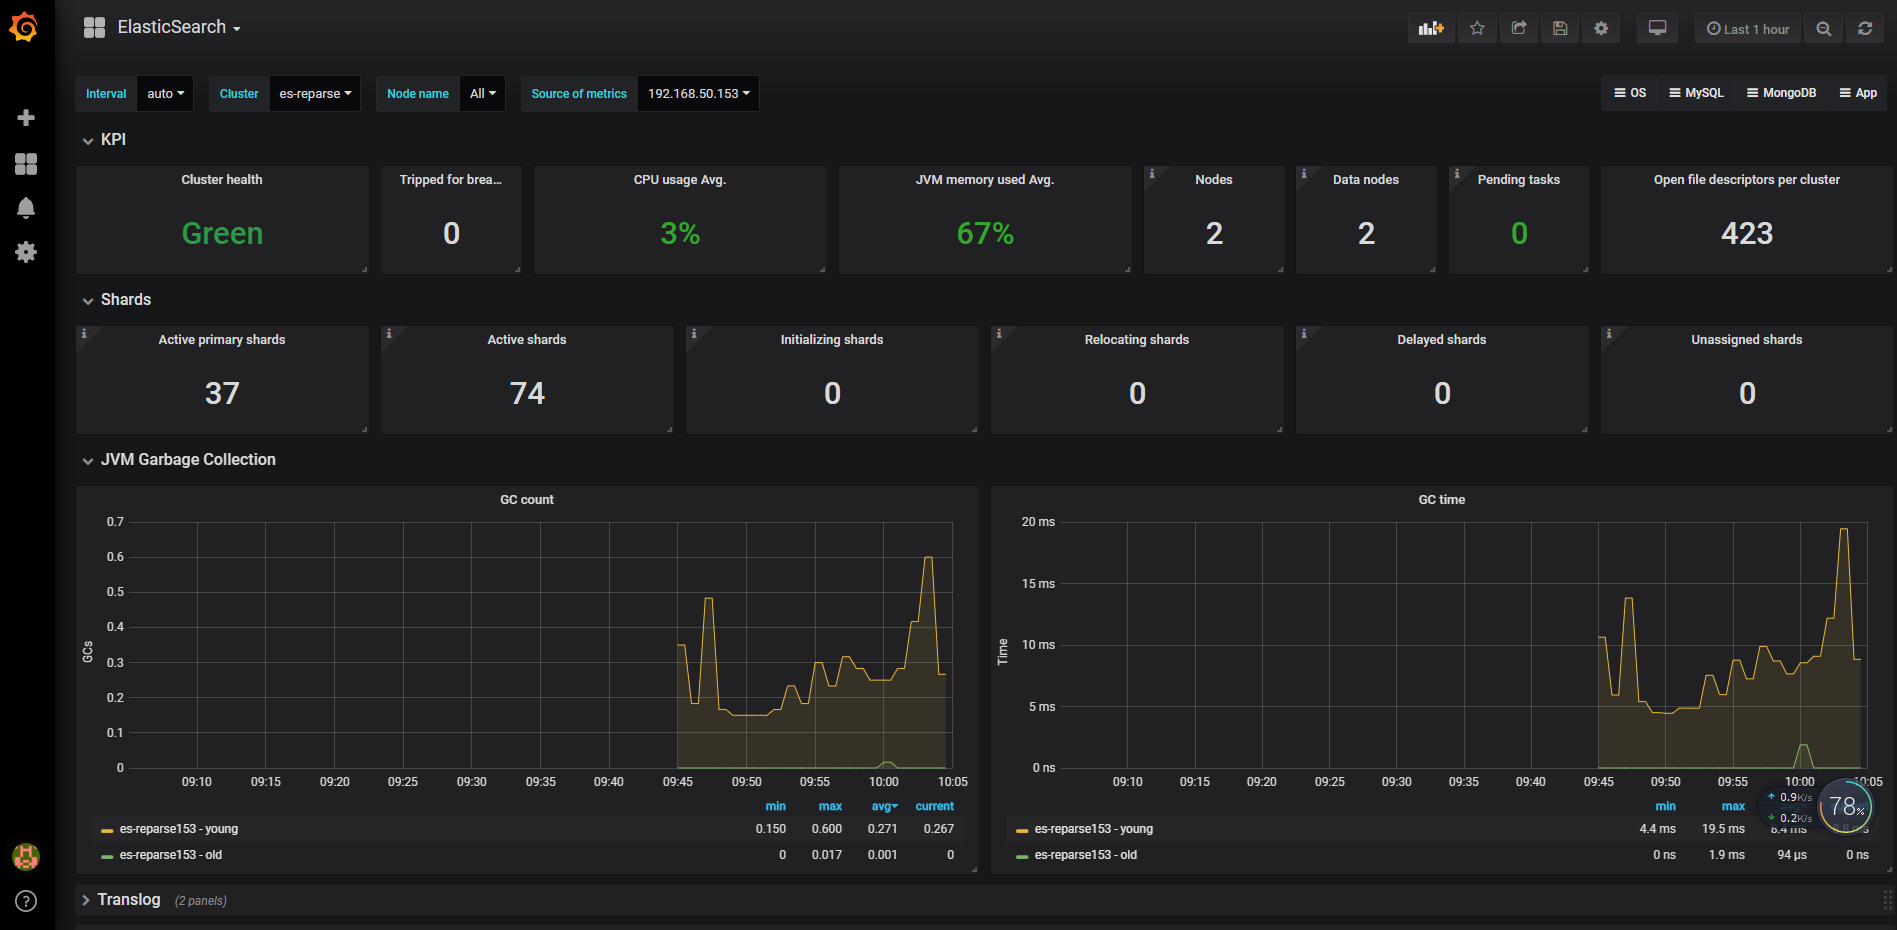 ElasticSearch
Last 1 hour
Interval auto Cluster es-reparse Node name All Source of metrics 192.168.50.153 OS MySQL MongoDB App
KPI
Cluster health Tripped for brea... CPU usage Avg. JVM memory used Avg. Nodes Data nodes Pending tasks Open file descriptors per cluster
Green 0 3% 67% 2 2 0 423
Shards
Active primary shards Active shards Initializing shards Relocating shards Delayed shards Unassigned shards
37 74 0 0 0 0
JVM Garbage Collection
GC count
0.7
0.6
0.5
0.4
0.3
0.2
0.1
0
GCs
09:10 09:15 09:20 09:25 09:30 09:35 09:40 09:45 09:50 09:55 10:00 10:05
min max avg current
es-reparse153 - young 0.150 0.600 0.271 0.267
es-reparse153 - old 0 0.017 0.001 0
GC time
20 ms
15 ms
10 ms
5 ms
0 ns
Time
09:10 09:15 09:20 09:25 09:30 09:35 09:40 09:45 09:50 09:55 10:00 10:05
min max
es-reparse153 - young 4.4 ms 19.5 ms 8.4 ms
es-reparse153 - old 0 ns 1.9 ms 94 µs 0 ns
0.9K/s
0.2K/s
78%
Translog (2 panels)